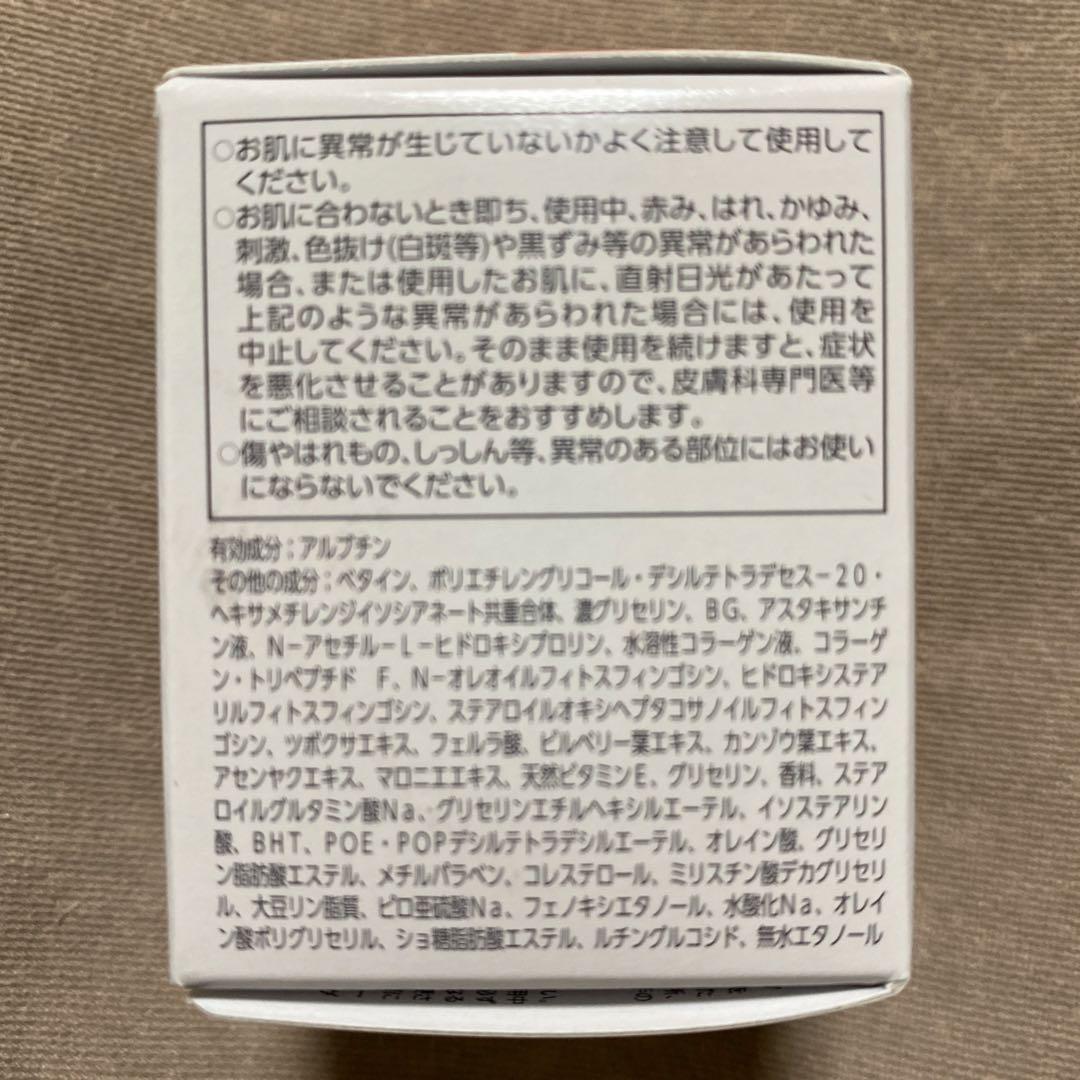 ○お肌に異常が生じていないかよく注意して使用して
ください。
○お肌に合わないとき即ち、使用中、赤み、はれ、かゆみ、
刺激、色抜け(白斑等)や黒ずみ等の異常があらわれた
場合、または使用したお肌に、直射日光があたって
上記のような異常があらわれた場合には、使用を
中止してください。そのまま使用を続けますと、症状
を悪化させることがありますので、皮膚科専門医等
にご相談されることをおすすめします。
○傷やはれもの、しっしん等、異常のある部位にはお使い
にならないでください。
有効成分：アルブチン
その他の成分：ベタイン、ポリエチレングリコール・デシルテトラデセス－２０・
ヘキサメチレンジイソシアネート共重合体、濃グリセリン、ＢＧ、アスタキサンチ
ン液、Ｎ－アセチル－Ｌ－ヒドロキシプロリン、水溶性コラーゲン液、コラーゲ
ン・トリペプチド Ｆ、Ｎ－オレオイルフィトスフィンゴシン、ヒドロキシステア
リルフィトスフィンゴシン、ステアロイルオキシヘプタコサノイルフィトスフィン
ゴシン、ツボクサエキス、フェルラ酸、ビルベリー葉エキス、カンゾウ葉エキス、
アセンヤクエキス、マロニエエキス、天然ビタミンＥ、グリセリン、香料、ステア
ロイルグルタミン酸Ｎａ、グリセリンエチルヘキシルエーテル、イソステアリン
酸、ＢＨＴ、ＰＯＥ・ＰＯＰデシルテトラデシルエーテル、オレイン酸、グリセリ
ン脂肪酸エステル、メチルパラベン、コレステロール、ミリスチン酸デカグリセリ
ル、大豆リン脂質、ピロ亜硫酸Ｎａ、フェノキシエタノール、水酸化Ｎａ、オレイ
ン酸ポリグリセリル、ショ糖脂肪酸エステル、ルチングルコシド、無水エタノール